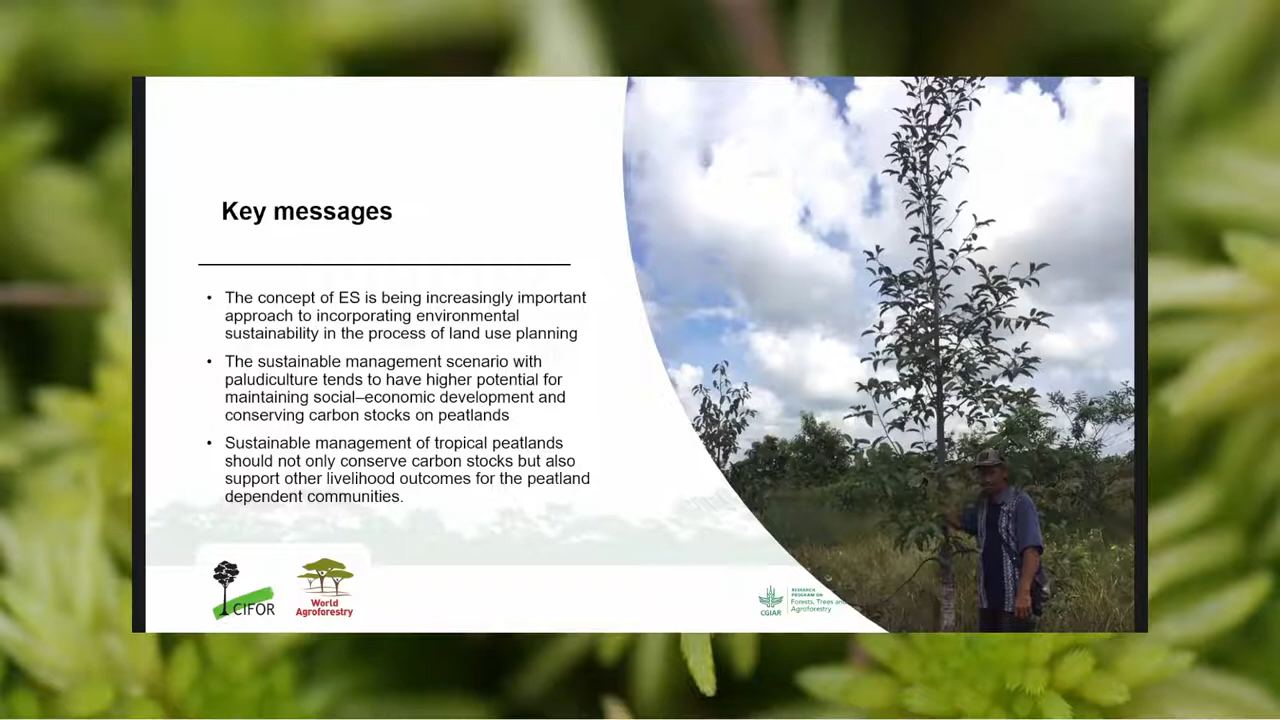 Key messages
• The concept of ES is being increasingly important
approach to incorporating environmental
sustainability in the process of land use planning
• The sustainable management scenario with
paludiculture tends to have higher potential for
maintaining social–economic development and
conserving carbon stocks on peatlands
• Sustainable management of tropical peatlands
should not only conserve carbon stocks but also
support other livelihood outcomes for the peatland
dependent communities.
CIFOR
World
Agroforestry
CGIAR
RESEARCH
PROGRAM ON
Forests, Trees and
Agroforestry